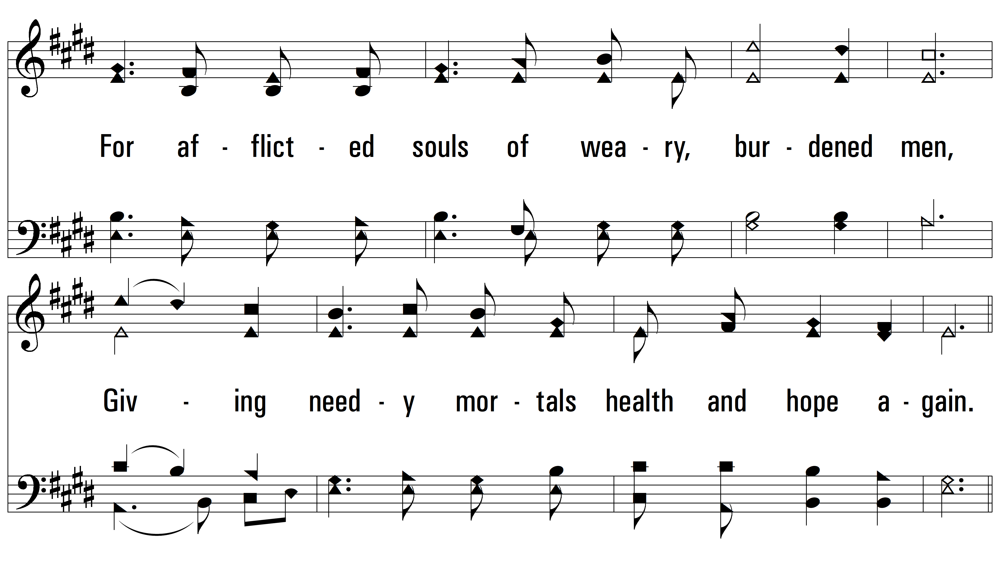 For af - flict - ed souls of wea - ry, bur - dened men,
Giv - ing need - y mor - tals health and hope a - gain.